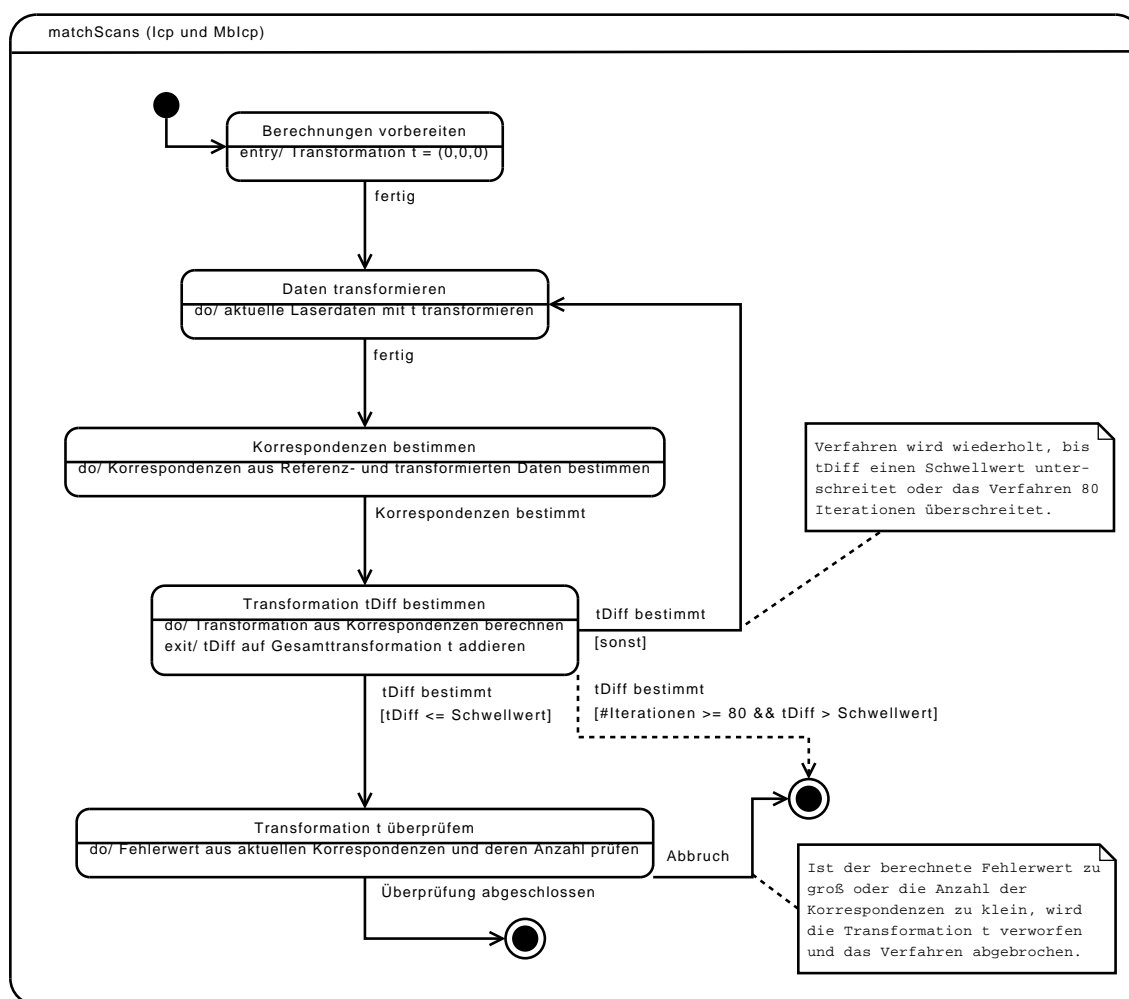 matchScans (Icp und MbIcp)
Berechnungen vorbereiten
entry/ Transformation t = (0,0,0)
fertig
Daten transformieren
do/ aktuelle Laserdaten mit t transformieren
fertig
Korrespondenzen bestimmen
do/ Korrespondenzen aus Referenz- und transformierten Daten bestimmen
Korrespondenzen bestimmt
Verfahren wird wiederholt, bis
tDiff einen Schwellwert unter-
schreitet oder das Verfahren 80
Iterationen überschreitet.
Transformation tDiff bestimmen
do/ Transformation aus Korrespondenzen berechnen
exit/ tDiff auf Gesamttransformation t addieren
tDiff bestimmt
[sonst]
tDiff bestimmt
[tDiff <= Schwellwert]
tDiff bestimmt
[#Iterationen >= 80 && tDiff > Schwellwert]
Transformation t überprüfem
do/ Fehlerwert aus aktuellen Korrespondenzen und deren Anzahl prüfen
Abbruch
Überprüfung abgeschlossen
Ist der berechnete Fehlerwert zu
groß oder die Anzahl der
Korrespondenzen zu klein, wird
die Transformation t verworfen
und das Verfahren abgebrochen.